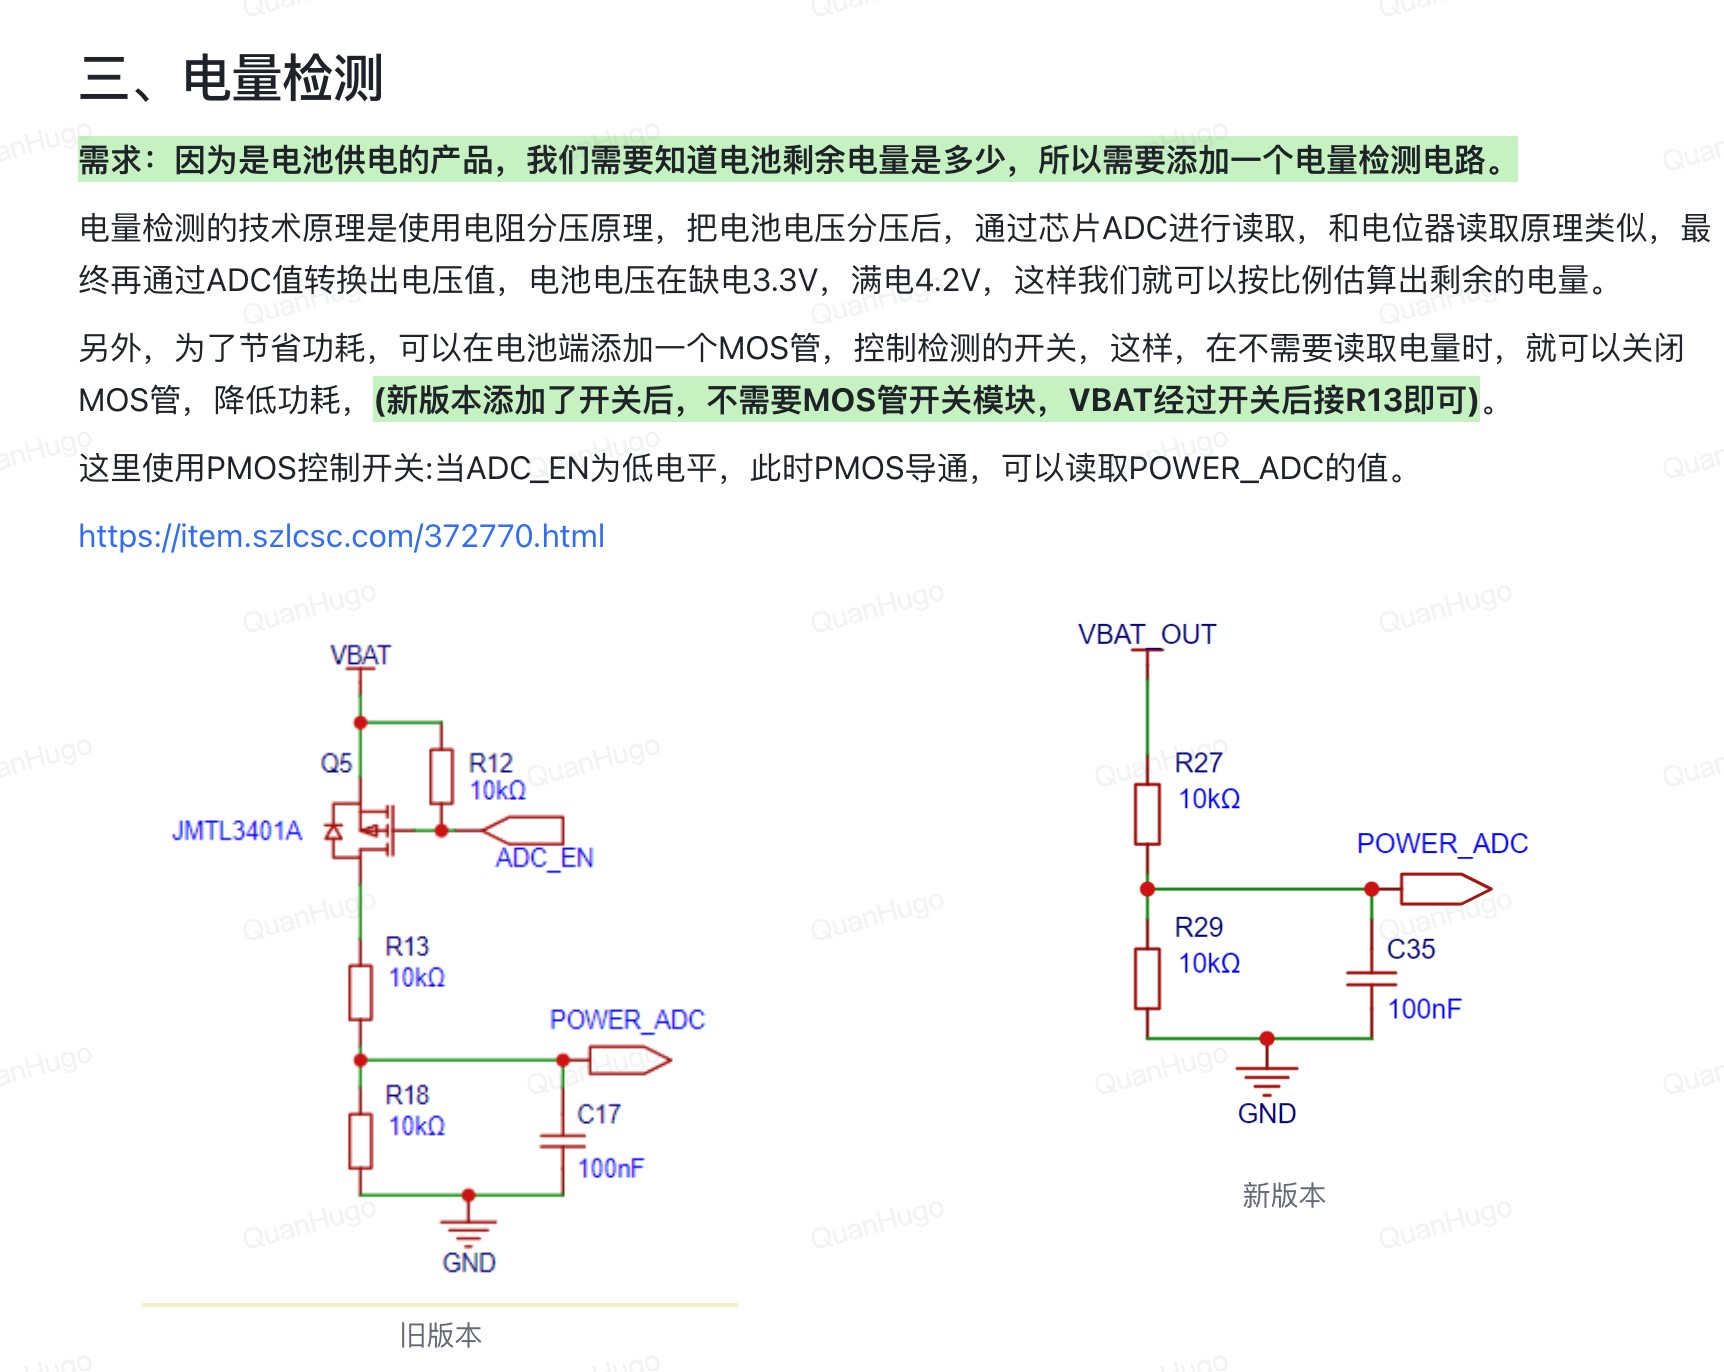 三、电量检测
需求：因为是电池供电的产品，我们需要知道电池剩余电量是多少，所以需要添加一个电量检测电路。
电量检测的技术原理是使用电阻分压原理，把电池电压分压后，通过芯片ADC进行读取，和电位器读取原理类似，最
终再通过ADC值转换出电压值，电池电压在缺电3.3V，满电4.2V，这样我们就可以按比例估算出剩余的电量。
另外，为了节省功耗，可以在电池端添加一个MOS管，控制检测的开关，这样，在不需要读取电量时，就可以关闭
MOS管，降低功耗，(新版本添加了开关后，不需要MOS管开关模块，VBAT经过开关后接R13即可)。
这里使用PMOS控制开关:当ADC_EN为低电平，此时PMOS导通，可以读取POWER_ADC的值。
https://item.szlcsc.com/372770.html
VBAT
Q5
R12
10kΩ
JMTL3401A
ADC_EN
R13
10kΩ
POWER_ADC
R18
10kΩ
C17
100nF
GND
旧版本
VBAT_OUT
R27
10kΩ
POWER_ADC
R29
10kΩ
C35
100nF
GND
新版本
QuanHugo